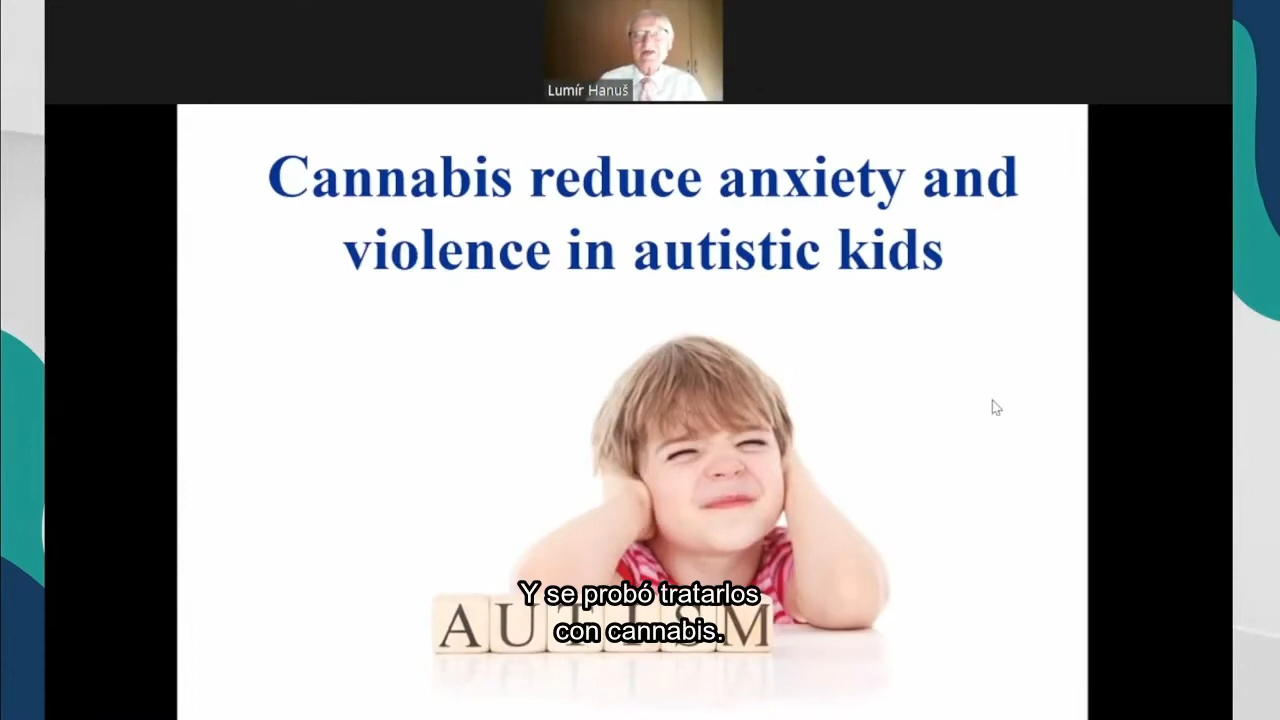 Lumír Hanuš
Cannabis reduce anxiety and
violence in autistic kids
Y se probó tratarlos
con cannabis.
AUTISM